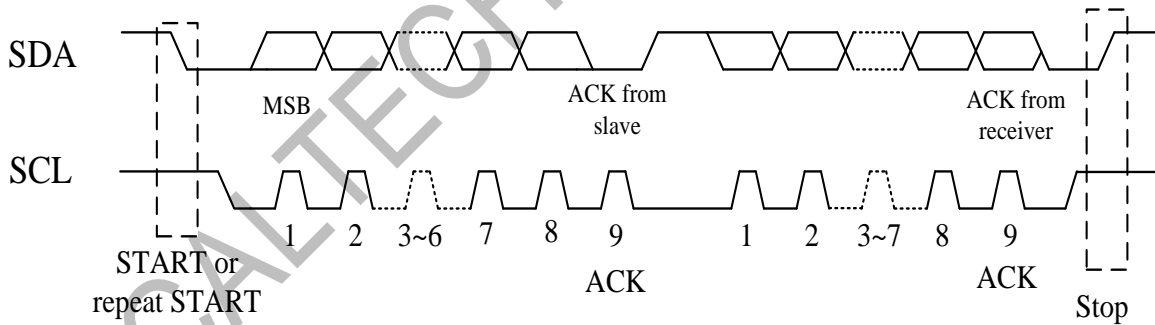 SDA
MSB
ACK from
slave
ACK from
receiver
SCL
1 2 3~6 7 8 9 1 2 3~7 8 9
START or
repeat START
ACK
ACK
Stop
CALTECH